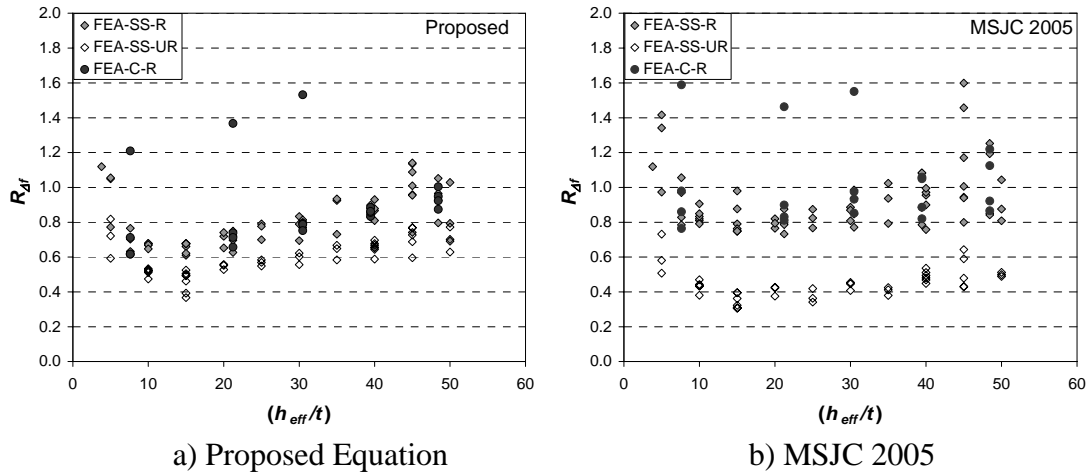 2.0
1.8
1.6
1.4
1.2
1.0
0.8
0.6
0.4
0.2
0.0
FEA-SS-R
FEA-SS-UR
FEA-C-R
Proposed
RΔf
0 10 20 30 40 50 60
(h eff/t)
a) Proposed Equation
2.0
1.8
1.6
1.4
1.2
1.0
0.8
0.6
0.4
0.2
0.0
FEA-SS-R
FEA-SS-UR
FEA-C-R
MSJC 2005
RΔf
0 10 20 30 40 50 60
(h eff/t)
b) MSJC 2005